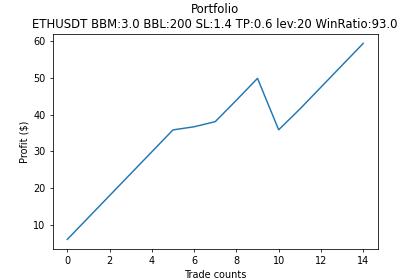 Portfolio
ETHUSDT BBM:3.0 BBL:200 SL:1.4 TP:0.6 lev:20 WinRatio:93.0
60
50
40
30
20
10
Profit ($)
0 2 4 6 8 10 12 14
Trade counts